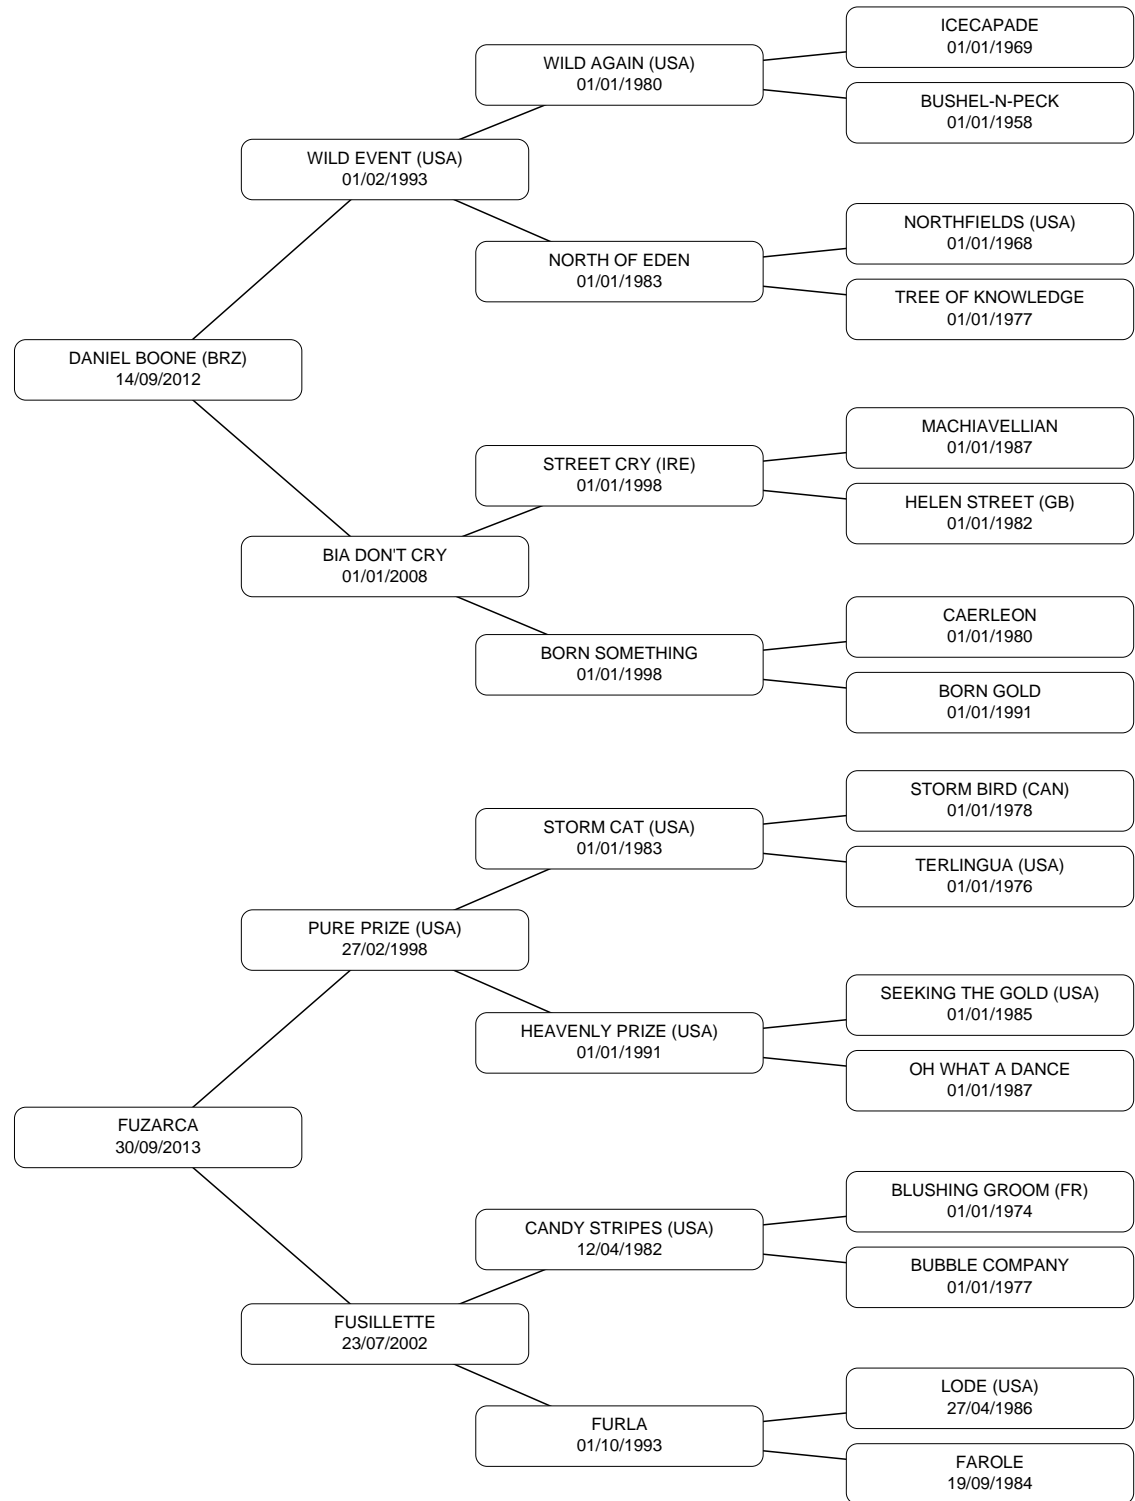 ICECAPADE
01/01/1969
WILD AGAIN (USA)
01/01/1980
BUSHEL-N-PECK
01/01/1958
WILD EVENT (USA)
01/02/1993
NORTHFIELDS (USA)
01/01/1968
NORTH OF EDEN
01/01/1983
TREE OF KNOWLEDGE
01/01/1977
DANIEL BOONE (BRZ)
14/09/2012
MACHIAVELLIAN
01/01/1987
STREET CRY (IRE)
01/01/1998
HELEN STREET (GB)
01/01/1982
BIA DON'T CRY
01/01/2008
CAERLEON
01/01/1980
BORN SOMETHING
01/01/1998
BORN GOLD
01/01/1991
STORM BIRD (CAN)
01/01/1978
STORM CAT (USA)
01/01/1983
TERLINGUA (USA)
01/01/1976
PURE PRIZE (USA)
27/02/1998
SEEKING THE GOLD (USA)
01/01/1985
HEAVENLY PRIZE (USA)
01/01/1991
OH WHAT A DANCE
01/01/1987
FUZARCA
30/09/2013
BLUSHING GROOM (FR)
01/01/1974
CANDY STRIPES (USA)
12/04/1982
BUBBLE COMPANY
01/01/1977
FUSILLETTE
23/07/2002
LODE (USA)
27/04/1986
FURLA
01/10/1993
FAROLE
19/09/1984